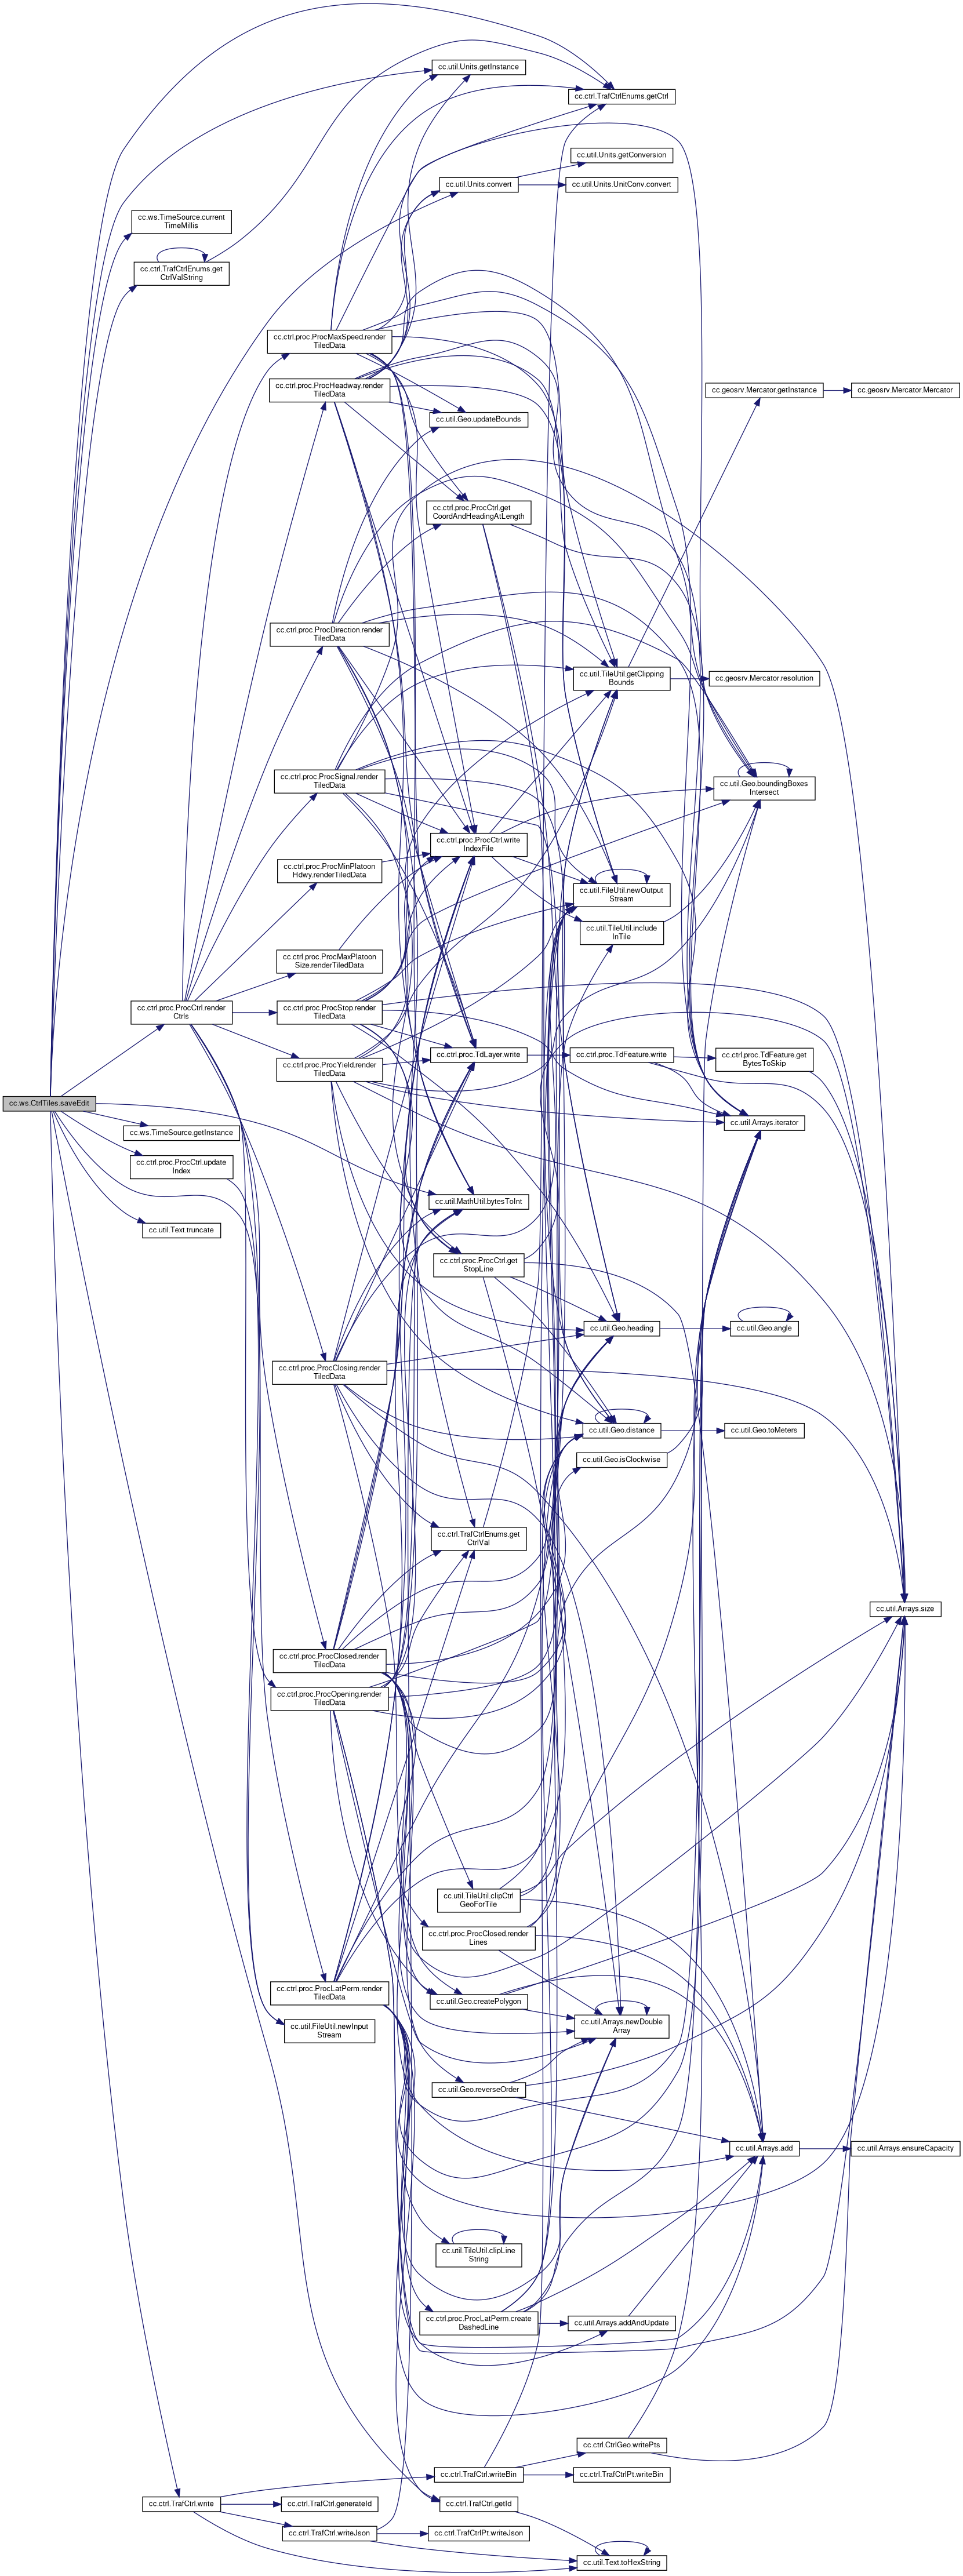 cc.util.Units.getInstance
cc.ctrl.TrafCtrlEnums.getCtrl
cc.util.Units.getConversion
cc.util.Units.convert
cc.util.Units.UnitConv.convert
cc.ws.TimeSource.current
TimeMillis
cc.ctrl.TrafCtrlEnums.get
CtrlValString
cc.ctrl.proc.ProcMaxSpeed.render
TiledData
cc.ctrl.proc.ProcHeadway.render
TiledData
cc.geosrv.Mercator.getInstance
cc.geosrv.Mercator.Mercator
cc.util.Geo.updateBounds
cc.ctrl.proc.ProcCtrl.get
CoordAndHeadingAtLength
cc.ctrl.proc.ProcDirection.render
TiledData
cc.util.TileUtil.getClipping
Bounds
cc.geosrv.Mercator.resolution
cc.ctrl.proc.ProcSignal.render
TiledData
cc.util.Geo.boundingBoxes
Intersect
cc.ctrl.proc.ProcCtrl.write
IndexFile
cc.ctrl.proc.ProcMinPlatoon
Hdwy.renderTiledData
cc.util.FileUtil.newOutput
Stream
cc.util.TileUtil.include
InTile
cc.ctrl.proc.ProcMaxPlatoon
Size.renderTiledData
cc.ctrl.proc.ProcCtrl.render
Ctrls
cc.ctrl.proc.ProcStop.render
TiledData
cc.ctrl.proc.TdLayer.write
cc.ctrl.proc.TdFeature.write
cc.ctrl.proc.TdFeature.get
BytesToSkip
cc.ctrl.proc.ProcYield.render
TiledData
cc.ws.CtrlTiles.saveEdit
cc.util.Arrays.iterator
cc.ws.TimeSource.getInstance
cc.ctrl.proc.ProcCtrl.update
Index
cc.util.MathUtil.bytesToInt
cc.util.Text.truncate
cc.ctrl.proc.ProcCtrl.get
StopLine
cc.util.Geo.heading
cc.util.Geo.angle
cc.ctrl.proc.ProcClosing.render
TiledData
cc.util.Geo.distance
cc.util.Geo.toMeters
cc.util.Geo.isClockwise
cc.ctrl.TrafCtrlEnums.get
CtrlVal
cc.util.Arrays.size
cc.ctrl.proc.ProcClosed.render
TiledData
cc.ctrl.proc.ProcOpening.render
TiledData
cc.util.TileUtil.clipCtrl
GeoForTile
cc.ctrl.proc.ProcClosed.render
Lines
cc.ctrl.proc.ProcLatPerm.render
TiledData
cc.util.Geo.createPolygon
cc.util.FileUtil.newInput
Stream
cc.util.Arrays.newDouble
Array
cc.util.Geo.reverseOrder
cc.util.Arrays.add
cc.util.Arrays.ensureCapacity
cc.util.TileUtil.clipLine
String
cc.ctrl.proc.ProcLatPerm.create
DashedLine
cc.util.Arrays.addAndUpdate
cc.ctrl.CtrlGeo.writePts
cc.ctrl.TrafCtrl.writeBin
cc.ctrl.TrafCtrlPt.writeBin
cc.ctrl.TrafCtrl.write
cc.ctrl.TrafCtrl.generateId
cc.ctrl.TrafCtrl.getId
cc.ctrl.TrafCtrl.writeJson
cc.ctrl.TrafCtrlPt.writeJson
cc.util.Text.toHexString